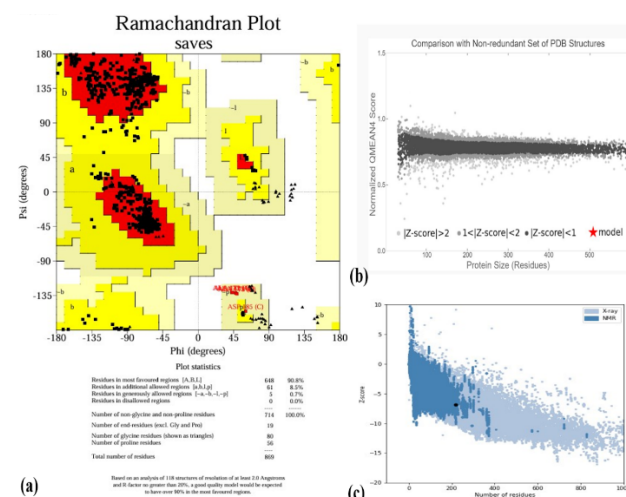 Ramachandran Plot
saves
Psi (degrees)
180
135
90
45
0
-45
-90
-135
-180
-135
-90
-45
0
45
90
135
180
Phi (degrees)
b
a
l
~b
~a
~l
ASP (C)
Plot statistics
Residues in most favoured regions [A,B,L] 648 90.8%
Residues in additional allowed regions [a,b,l,p] 61 8.5%
Residues in generously allowed regions [~a,~b,~l,~p] 5 0.7%
Residues in disallowed regions 0 0.0%
Number of non-glycine and non-proline residues 714 100.0%
Number of end-residues (excl. Gly and Pro) 19
Number of glycine residues (shown as triangles) 80
Number of proline residues 56
Total number of residues 869
Based on an analysis of 118 structures of resolution of at least 2.0 Angstroms
and R-factor no greater than 20%, a good quality model would be expected
to have over 90% in the most favoured regions.
(a)
Comparison with Non-redundant Set of PDB Structures
Normalized QMEAN4 Score
1.5
1.0
0.5
0.0
|Z-score|>2 1<|Z-score|<2 |Z-score|<1 model
100 200 300 400 500
Protein Size (Residues)
(b)
X-ray
NMR
Z-score
10
5
0
-5
-10
-15
-20
0 200 400 600 800 1000
Number of residues
(c)